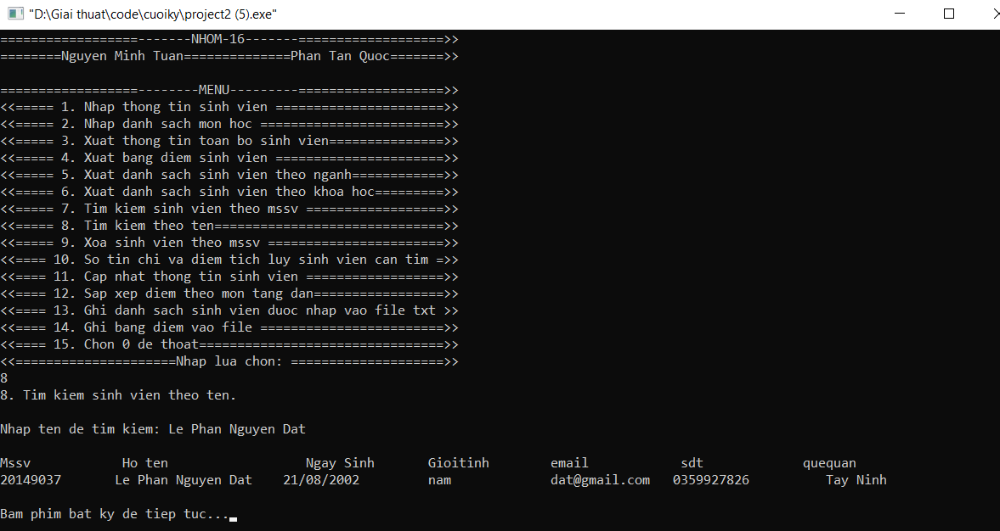 "D:\Giai thuat\code\cuoiky\project2 (5).exe"
==================-------NHOM-16-------===================>>
========Nguyen Minh Tuan==============Phan Tan Quoc=======>>
==================--------MENU---------===================>>
<<===== 1. Nhap thong tin sinh vien ======================>>
<<===== 2. Nhap danh sach mon hoc ========================>>
<<===== 3. Xuat thong tin toan bo sinh vien===============>>
<<===== 4. Xuat bang diem sinh vien ======================>>
<<===== 5. Xuat danh sach sinh vien theo nganh============>>
<<===== 6. Xuat danh sach sinh vien theo khoa hoc=========>>
<<===== 7. Tim kiem sinh vien theo mssv ==================>>
<<===== 8. Tim kiem theo ten==============================>>
<<===== 9. Xoa sinh vien theo mssv =======================>>
<<==== 10. So tin chi va diem tich luy sinh vien can tim =>>
<<==== 11. Cap nhat thong tin sinh vien ==================>>
<<==== 12. Sap xep diem theo mon tang dan=================>>
<<==== 13. Ghi danh sach sinh vien duoc nhap vao file txt >>
<<==== 14. Ghi bang diem vao file ========================>>
<<==== 15. Chon 0 de thoat================================>>
<<=====================Nhap lua chon: ====================>>
8
8. Tim kiem sinh vien theo ten.
Nhap ten de tim kiem: Le Phan Nguyen Dat
Mssv            Ho ten                  Ngay Sinh       Gioitinh        email            sdt             quequan
20149037       Le Phan Nguyen Dat    21/08/2002         nam             dat@gmail.com   0359927826          Tay Ninh
Bam phim bat ky de tiep tuc...